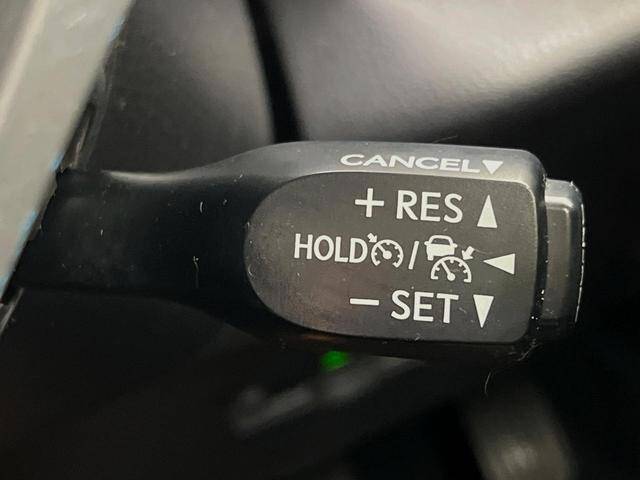 CANCEL▼
+ RES ▲
HOLD / ◀
− SET ▼